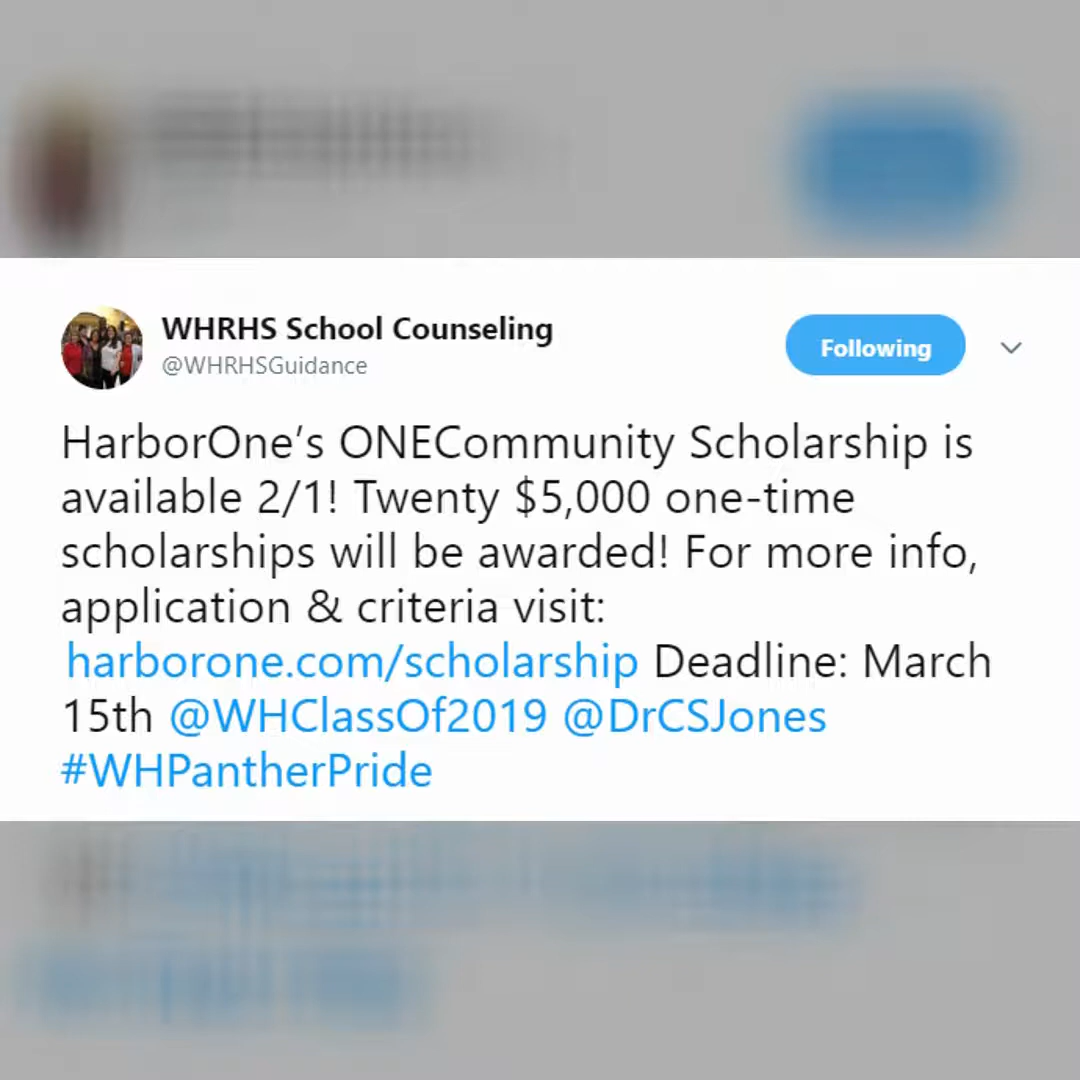 WHRHS School Counseling
@WHRHSGuidance
Following
HarborOne’s ONECommunity Scholarship is
available 2/1! Twenty $5,000 one-time
scholarships will be awarded! For more info,
application & criteria visit:
harborone.com/scholarship Deadline: March
15th @WHClassOf2019 @DrCSJones
#WHPantherPride